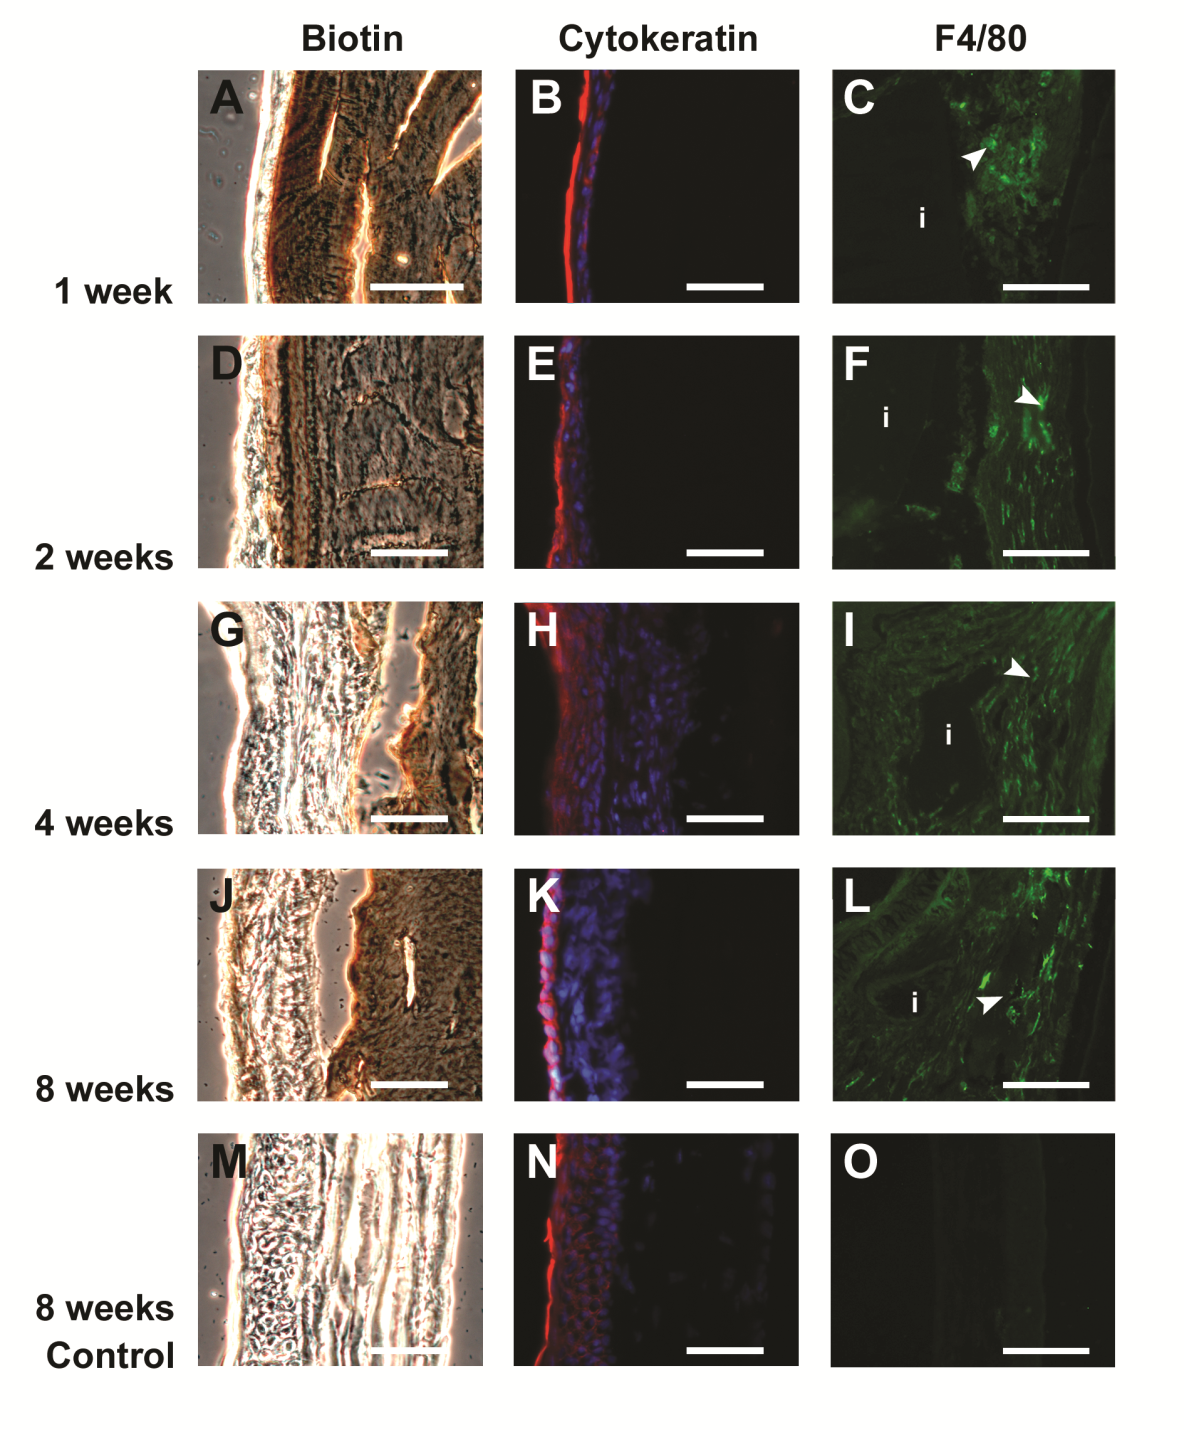 Biotin Cytokeratin F4/80
A B C
i
1 week
D E F
i
2 weeks
G H I
i
4 weeks
J K L
i
8 weeks
M N O
8 weeks
Control